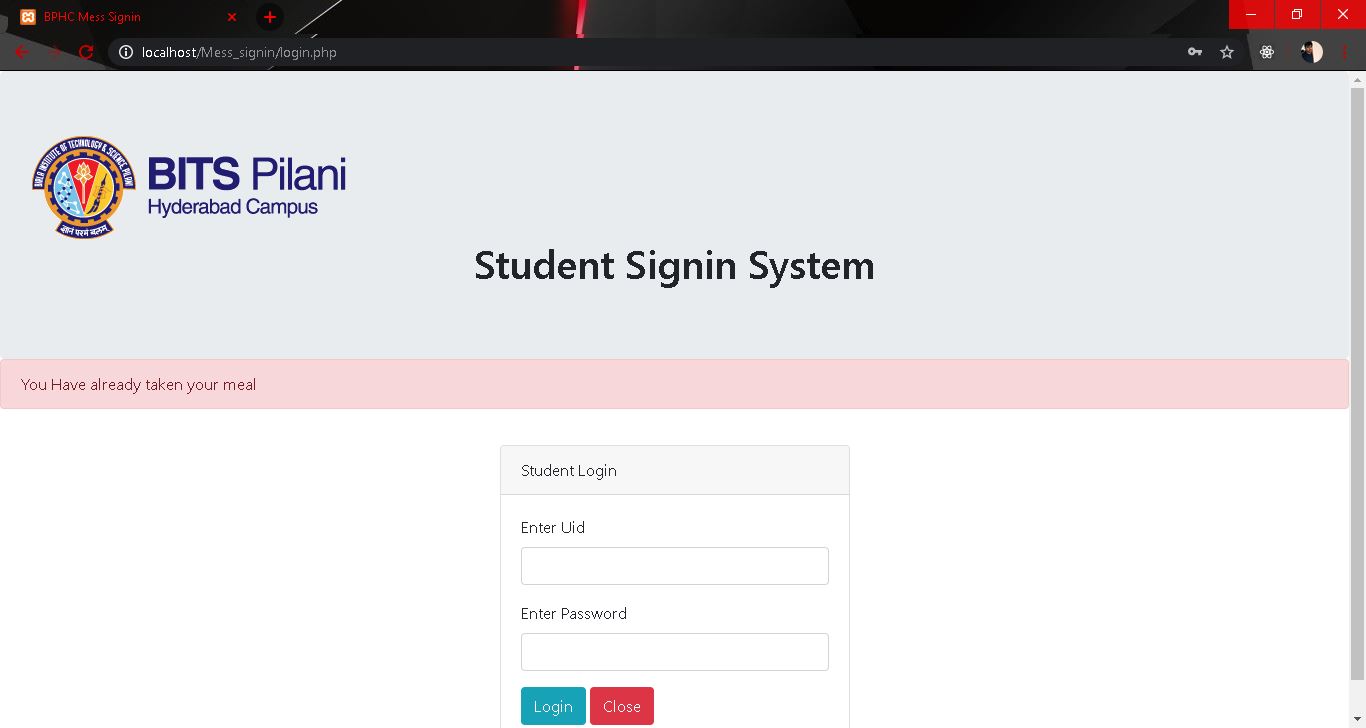 BPHC Mess Signin
localhost/Mess_signin/login.php
BIRLA INSTITUTE OF TECHNOLOGY & SCIENCE PILANI
ज्ञानं परमं बलम्
BITS Pilani
Hyderabad Campus
Student Signin System
You Have already taken your meal
Student Login
Enter Uid
Enter Password
Login Close